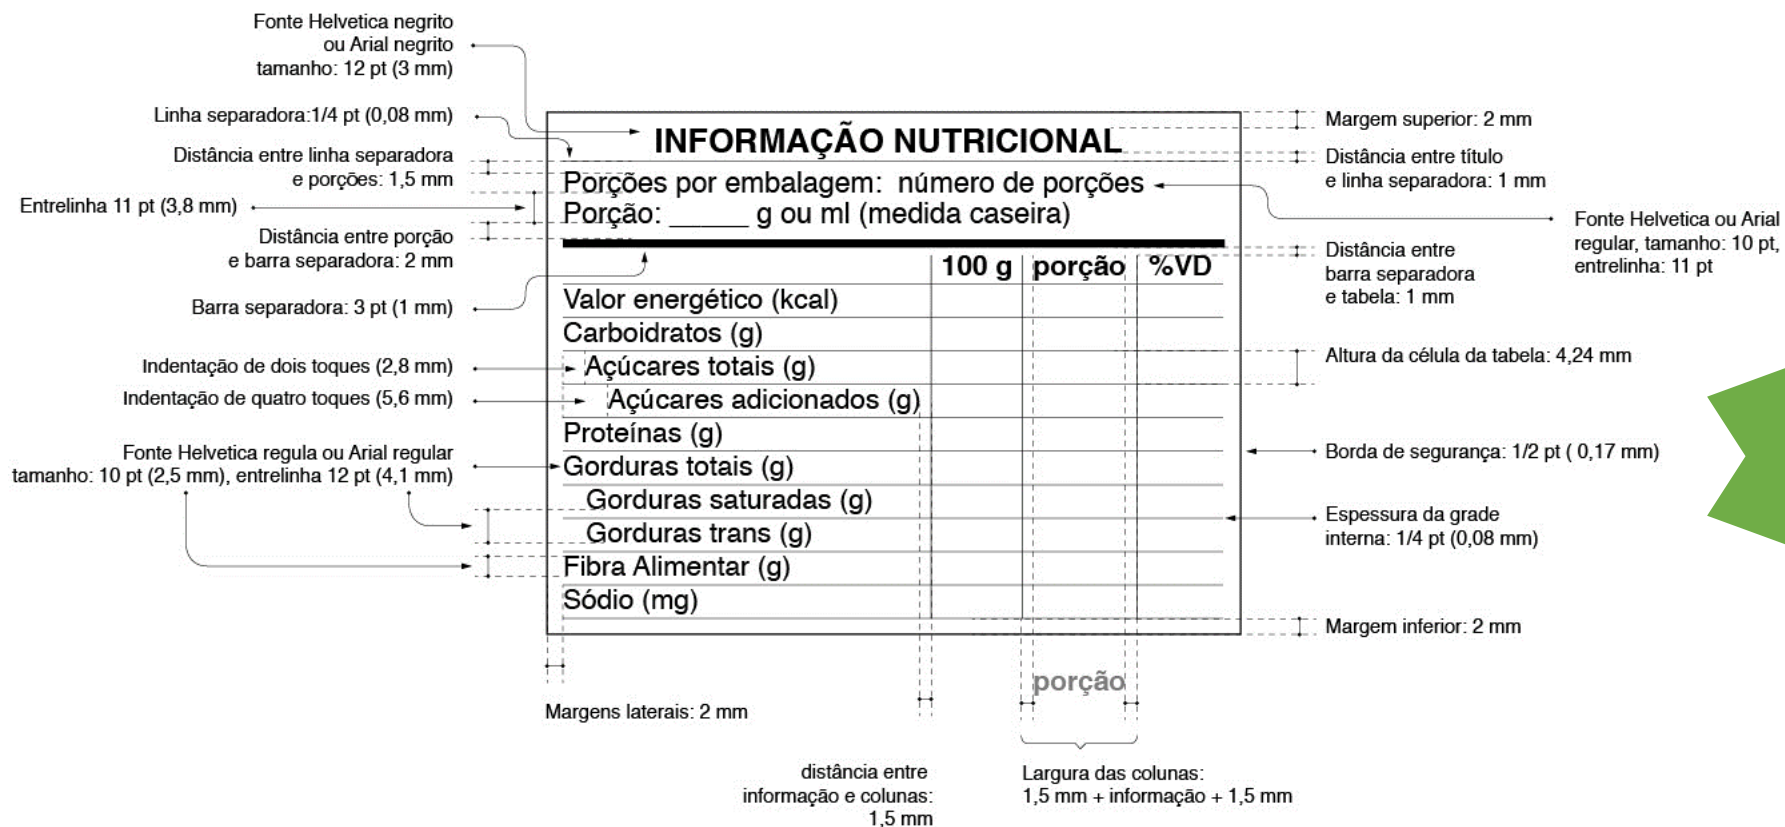 Fonte Helvetica negrito
ou Arial negrito
tamanho: 12 pt (3 mm)
Linha separadora:1/4 pt (0,08 mm)
Distância entre linha separadora
e porções: 1,5 mm
Entrelinha 11 pt (3,8 mm)
Distância entre porção
e barra separadora: 2 mm
Barra separadora: 3 pt (1 mm)
Indentação de dois toques (2,8 mm)
Indentação de quatro toques (5,6 mm)
Fonte Helvetica regula ou Arial regular
tamanho: 10 pt (2,5 mm), entrelinha 12 pt (4,1 mm)
INFORMAÇÃO NUTRICIONAL
Porções por embalagem: número de porções
Porção: _____ g ou ml (medida caseira)
100 g porção %VD
Valor energético (kcal)
Carboidratos (g)
Açúcares totais (g)
Açúcares adicionados (g)
Proteínas (g)
Gorduras totais (g)
Gorduras saturadas (g)
Gorduras trans (g)
Fibra Alimentar (g)
Sódio (mg)
Margem superior: 2 mm
Distância entre título
e linha separadora: 1 mm
Fonte Helvetica ou Arial
regular, tamanho: 10 pt,
entrelinha: 11 pt
Distância entre
barra separadora
e tabela: 1 mm
Altura da célula da tabela: 4,24 mm
Borda de segurança: 1/2 pt ( 0,17 mm)
Espessura da grade
interna: 1/4 pt (0,08 mm)
Margem inferior: 2 mm
porção
Margens laterais: 2 mm
distância entre
informação e colunas:
1,5 mm
Largura das colunas:
1,5 mm + informação + 1,5 mm